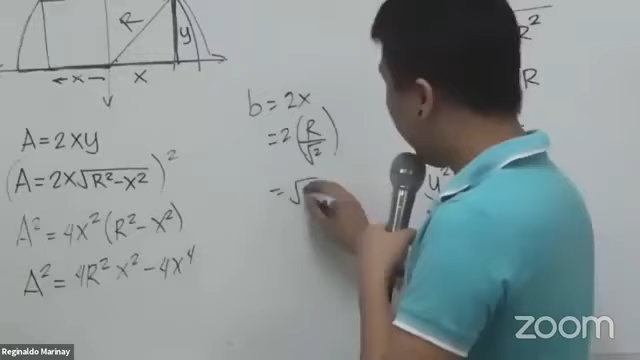 R
y
x
x
A = 2xy
(A = 2x√R²-x²)²
A² = 4x²(R²-x²)
A² = 4R²x² - 4x⁴
b = 2x
= 2(R/√2)
= √
R²
R
y²
zoom
Reginaldo Marinay